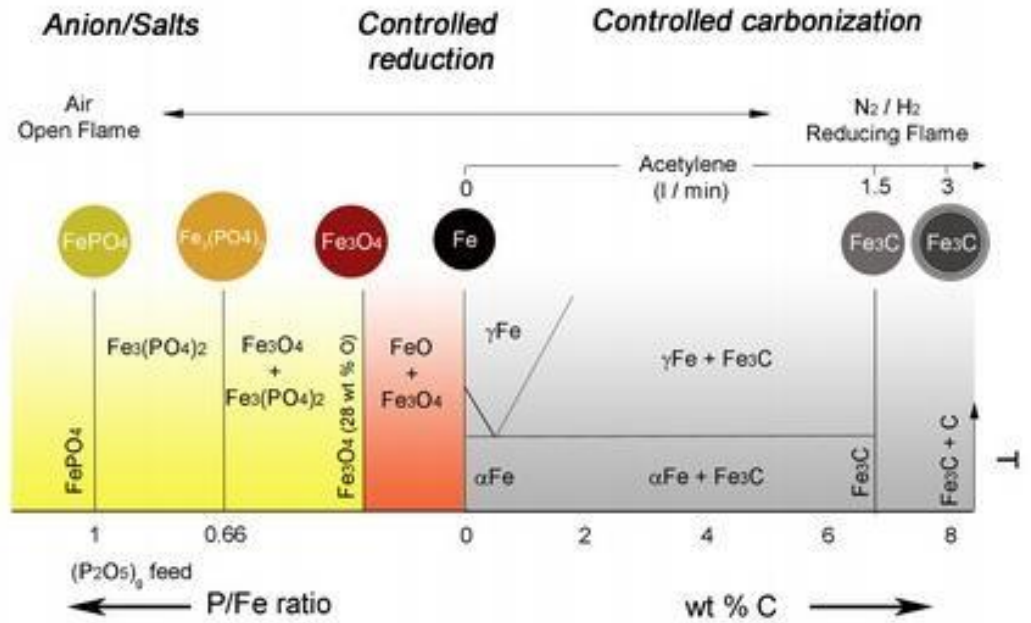 Anion/Salts
Controlled
reduction
Controlled carbonization
Air
Open Flame
N2 / H2
Reducing Flame
Acetylene
(l / min)
0
1.5
3
FePO4
Fe3(PO4)2
Fe3O4
Fe
Fe3C
Fe3C
FePO4
Fe3(PO4)2
Fe3O4
+
Fe3(PO4)2
Fe3O4 (28 wt % O)
FeO
+
Fe3O4
γFe
γFe + Fe3C
αFe
αFe + Fe3C
Fe3C
Fe3C + C
T
1
0.66
0
2
4
6
8
(P2O5)g feed
P/Fe ratio
wt % C